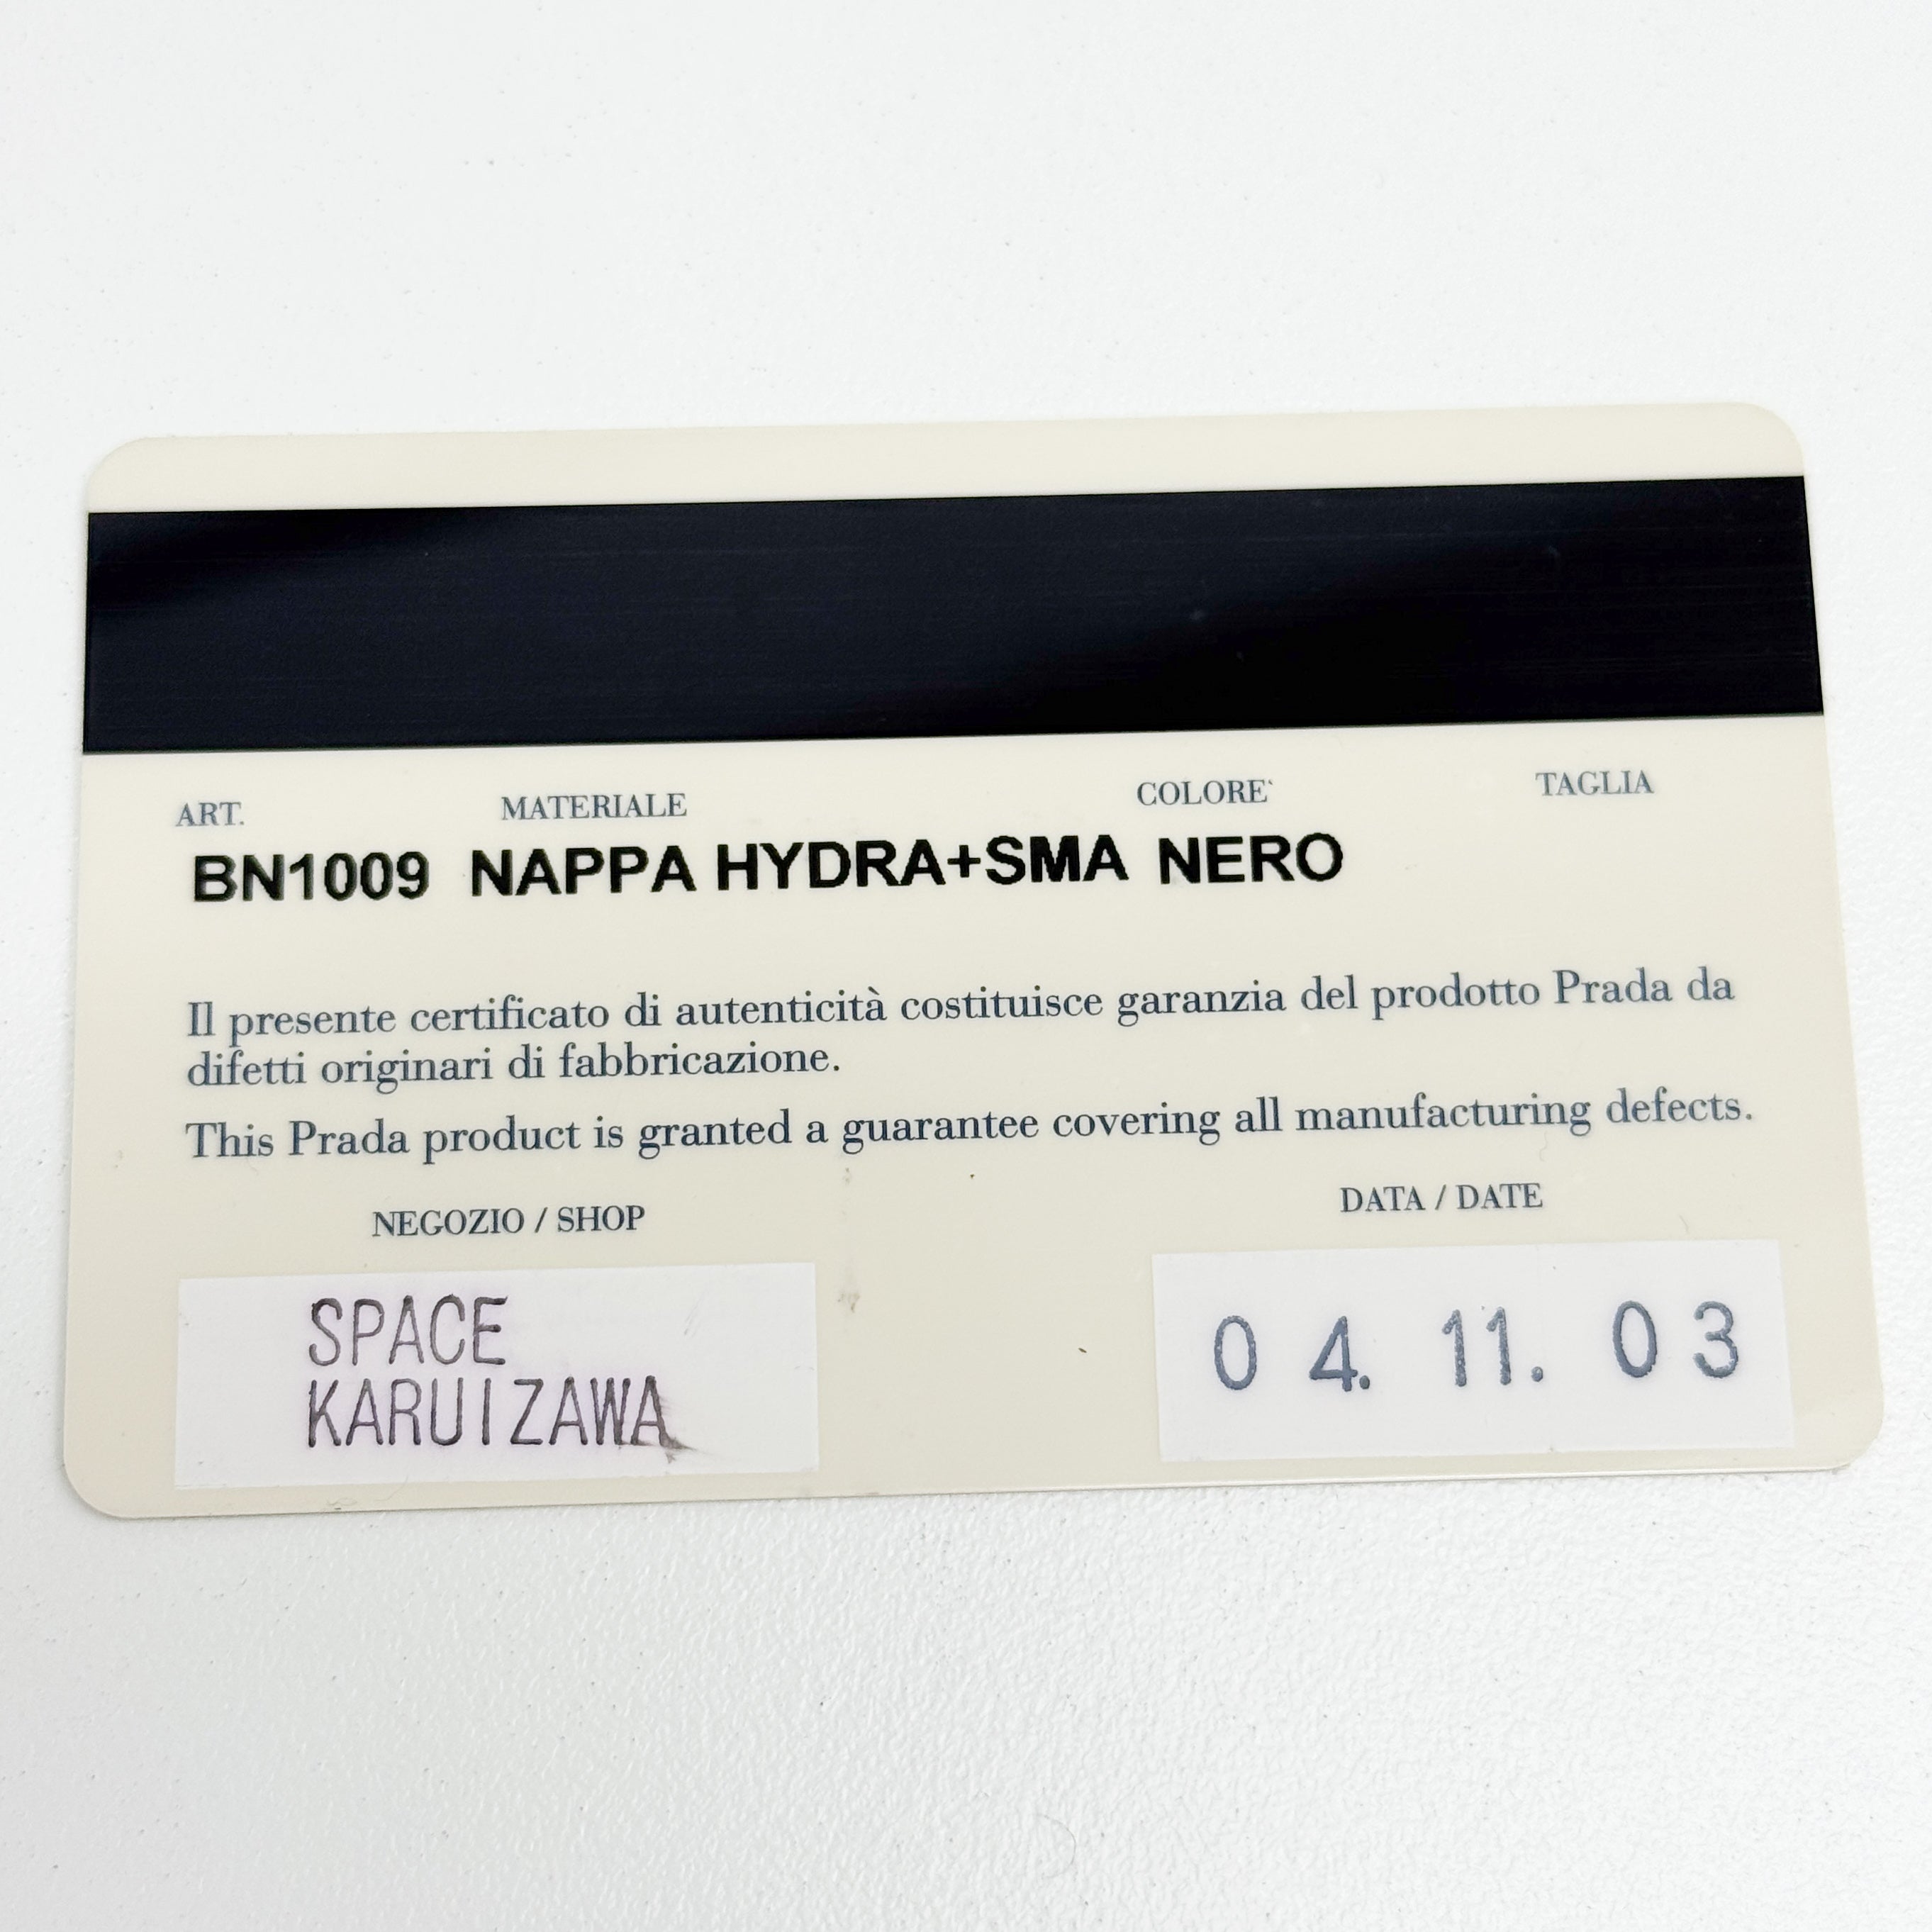 ART. MATERIALE COLORE` TAGLIA
BN1009 NAPPA HYDRA+SMA NERO
Il presente certificato di autenticità costituisce garanzia del prodotto Prada da
difetti originari di fabbricazione.
This Prada product is granted a guarantee covering all manufacturing defects.
NEGOZIO / SHOP DATA / DATE
SPACE
KARUIZAWA
04. 11. 03